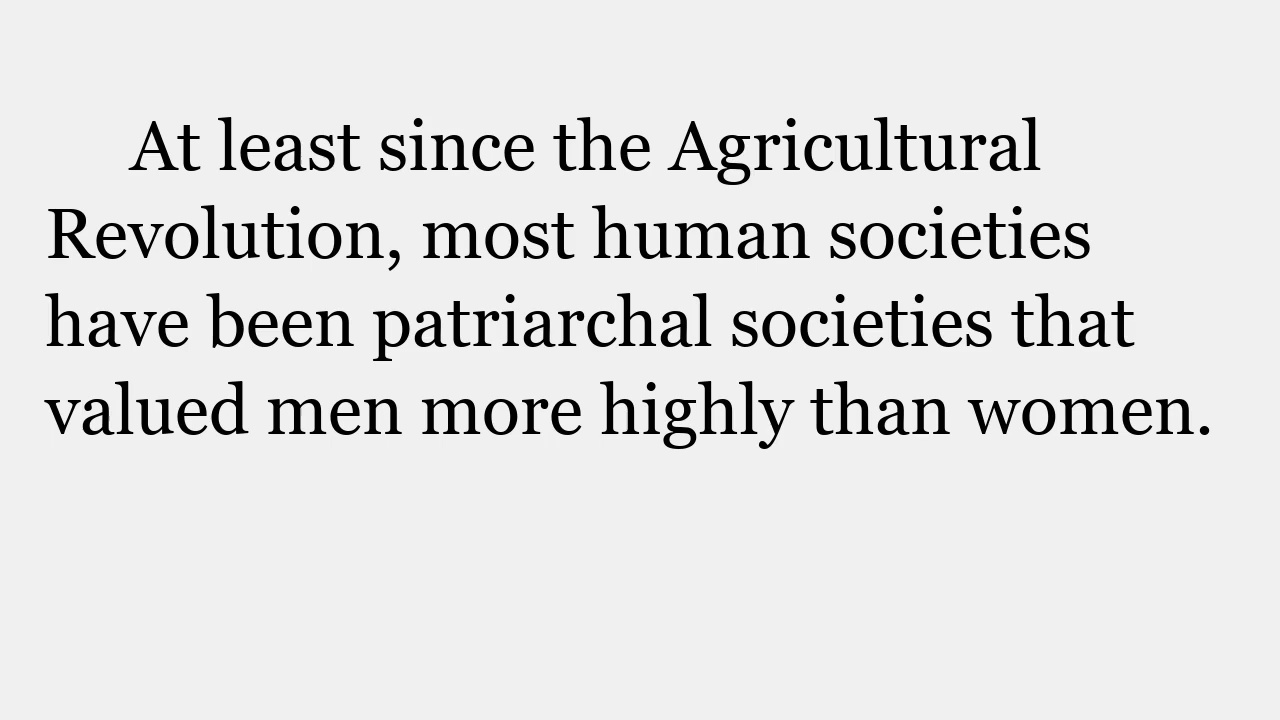 At least since the Agricultural
Revolution, most human societies
have been patriarchal societies that
valued men more highly than women.